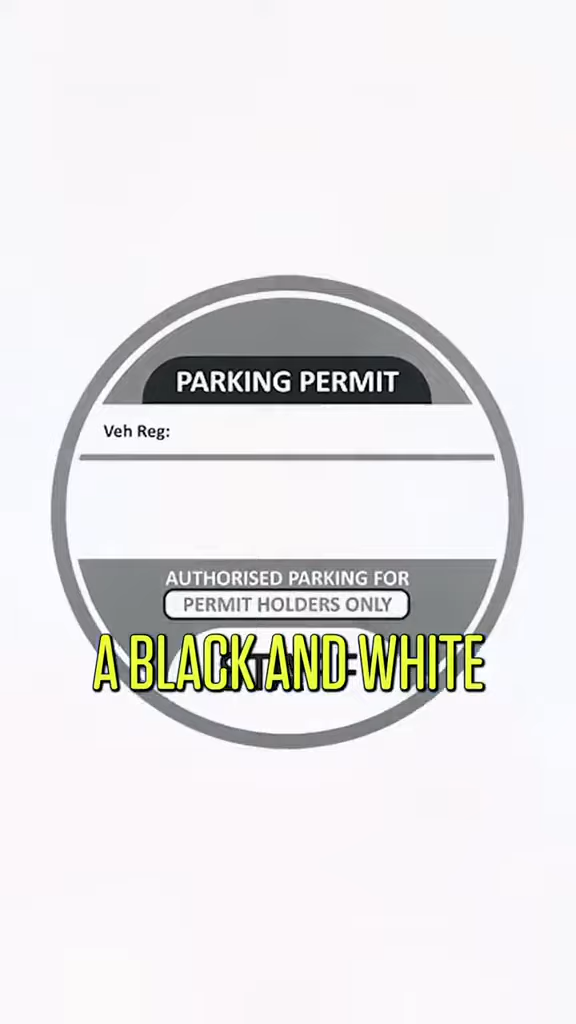 PARKING PERMIT
Veh Reg:
AUTHORISED PARKING FOR
PERMIT HOLDERS ONLY
A BLACK AND WHITE